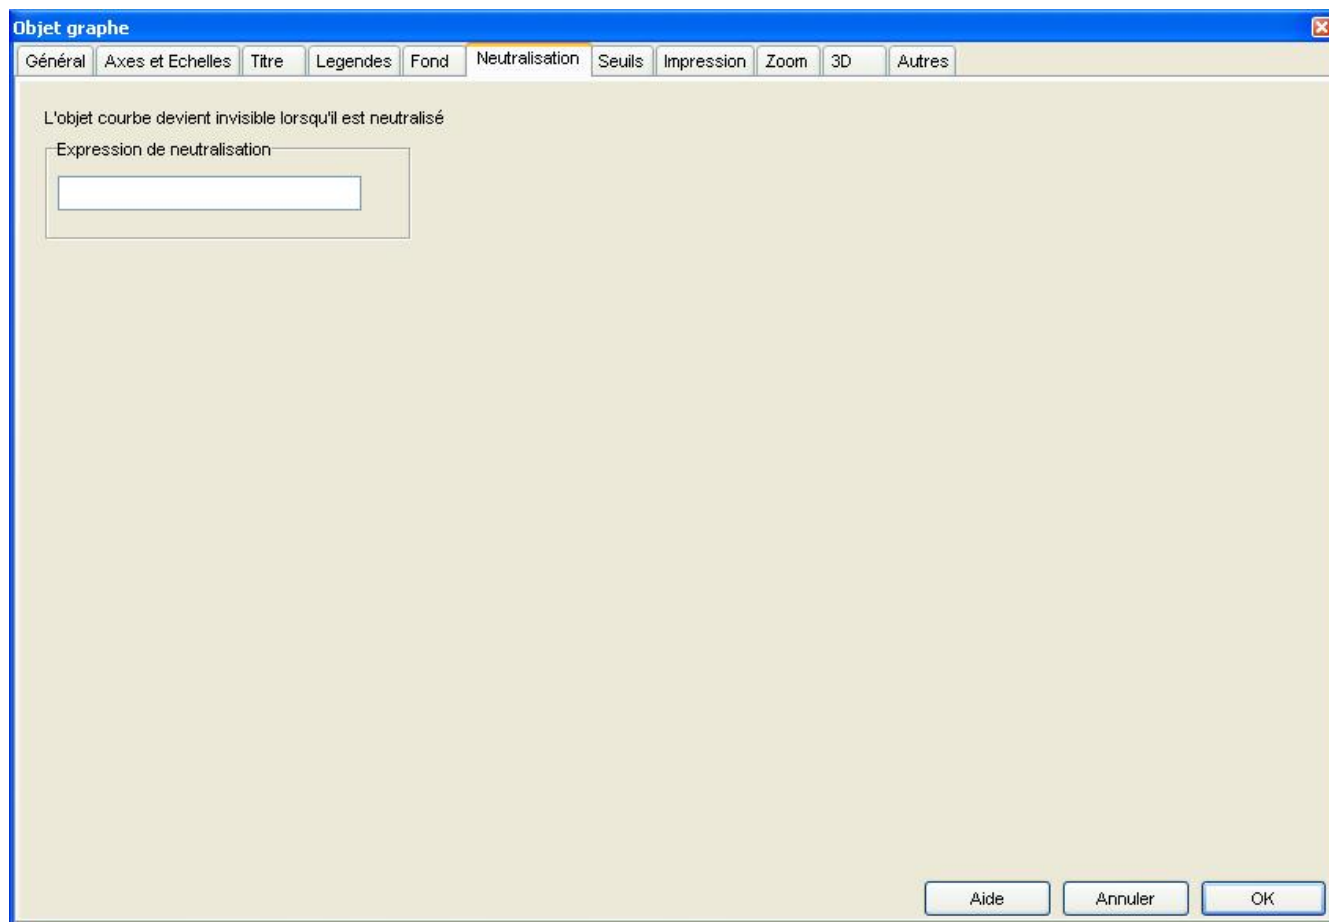 Objet graphe
Général Axes et Echelles Titre Legendes Fond Neutralisation Seuils Impression Zoom 3D Autres
L'objet courbe devient invisible lorsqu'il est neutralisé
Expression de neutralisation
Aide Annuler OK